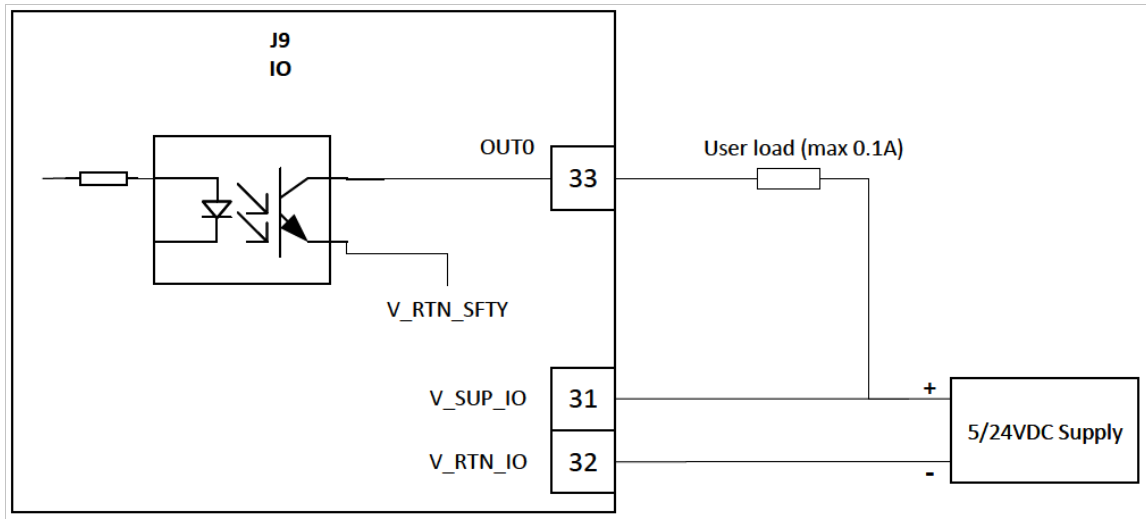 J9
IO
OUT0
33
User load (max 0.1A)
V_RTN_SFTY
V_SUP_IO
31
+
5/24VDC Supply
V_RTN_IO
32
-